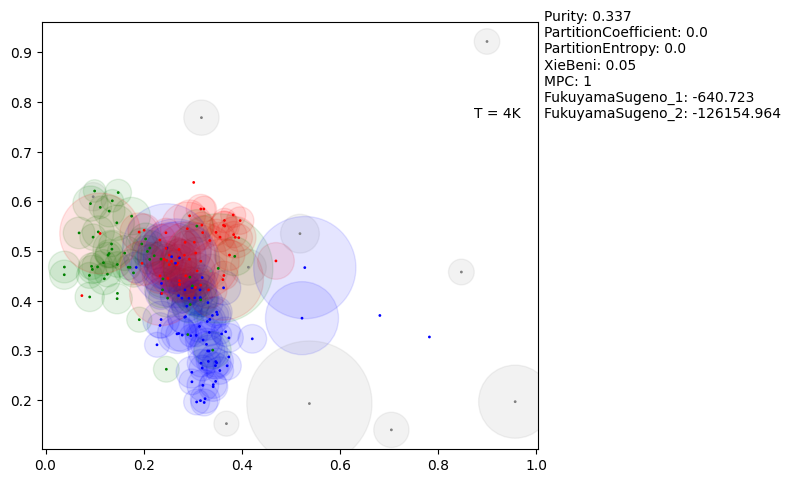 Purity: 0.337
PartitionCoefficient: 0.0
PartitionEntropy: 0.0
XieBeni: 0.05
MPC: 1
FukuyamaSugeno_1: -640.723
FukuyamaSugeno_2: -126154.964
T = 4K
0.9
0.8
0.7
0.6
0.5
0.4
0.3
0.2
0.0 0.2 0.4 0.6 0.8 1.0